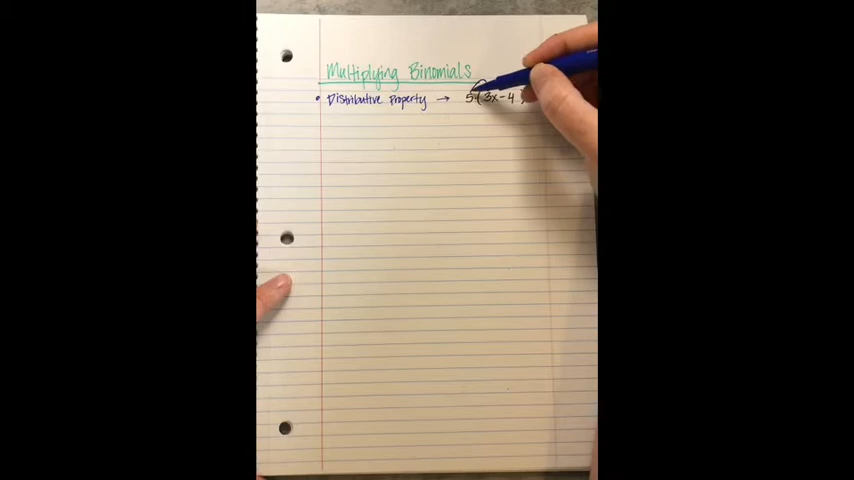 Multiplying Binomials
• Distributive Property → 5(3x-4)